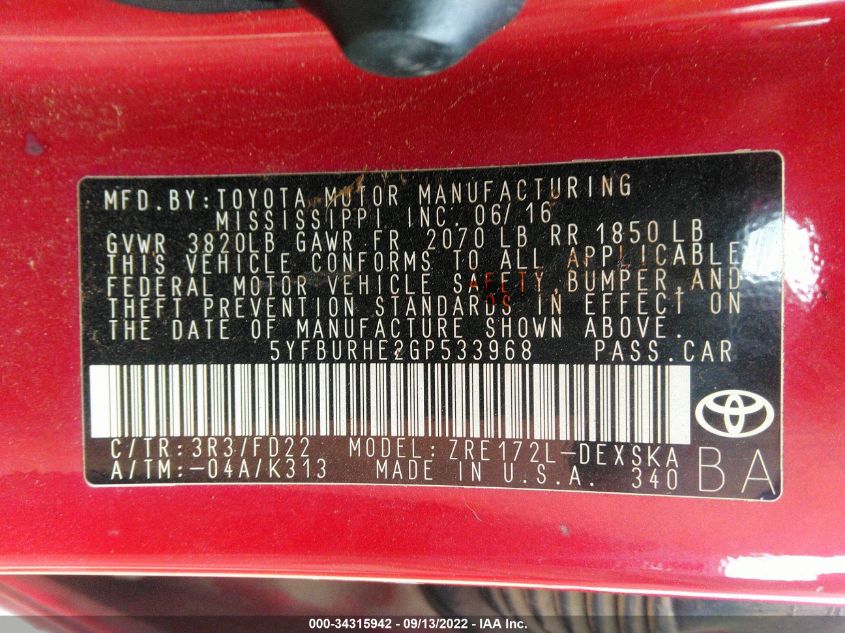 MFD.BY:TOYOTA MOTOR MANUFACTURING
MISSISSIPPI INC. 06/16
GVWR 3820LB GAWR FR 2070 LB RR 1850 LB
THIS VEHICLE CONFORMS TO ALL APPLICABLE
FEDERAL MOTOR VEHICLE SAFETY,BUMPER,AND
THEFT PREVENTION STANDARDS IN EFFECT ON
THE DATE OF MANUFACTURE SHOWN ABOVE.
5YFBURHE2GP533968 PASS.CAR
C/TR:3R3/FD22 MODEL:ZRE172L-DEXSKA
A/TM:-04A/K313 MADE IN U.S.A. 340
BA
000-34315942 - 09/13/2022 - IAA Inc.